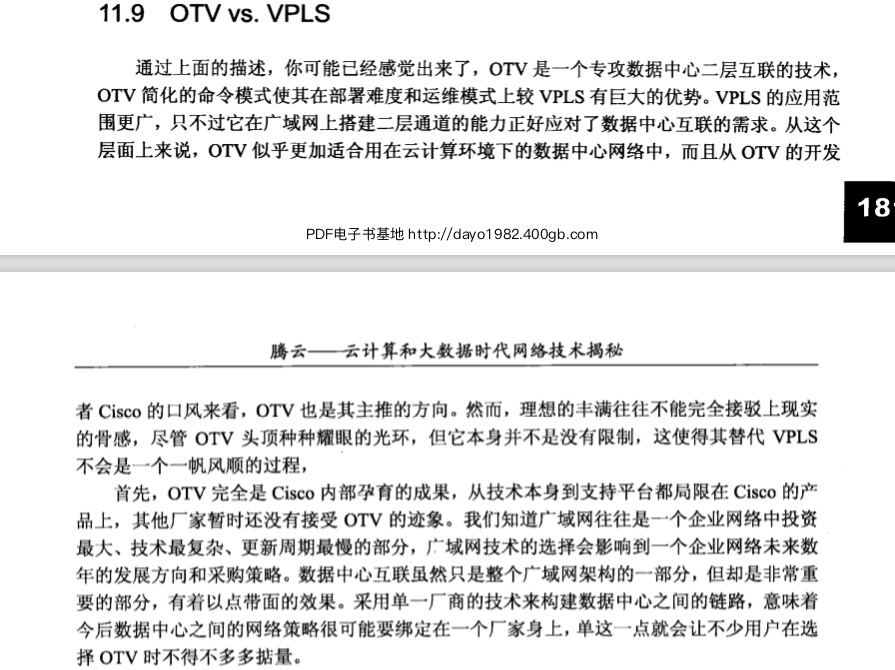 11.9 OTV vs. VPLS
通过上面的描述，你可能已经感觉出来了，OTV 是一个专攻数据中心二层互联的技术，
OTV 简化的命令模式使其在部署难度和运维模式上较 VPLS 有巨大的优势。VPLS 的应用范
围更广，只不过它在广域网上搭建二层通道的能力正好应对了数据中心互联的需求。从这个
层面上来说，OTV 似乎更加适合用在云计算环境下的数据中心网络中，而且从 OTV 的开发
18
PDF电子书基地 http://dayo1982.400gb.com
腾云——云计算和大数据时代网络技术揭秘
者 Cisco 的口风来看，OTV 也是其主推的方向。然而，理想的丰满往往不能完全接驳上现实
的骨感，尽管 OTV 头顶种种耀眼的光环，但它本身并不是没有限制，这使得其替代 VPLS
不会是一个一帆风顺的过程，
首先，OTV 完全是 Cisco 内部孕育的成果，从技术本身到支持平台都局限在 Cisco 的产
品上，其他厂家暂时还没有接受 OTV 的迹象。我们知道广域网往往是一个企业网络中投资
最大、技术最复杂、更新周期最慢的部分，广域网技术的选择会影响到一个企业网络未来数
年的发展方向和采购策略。数据中心互联虽然只是整个广域网架构的一部分，但却是非常重
要的部分，有着以点带面的效果。采用单一厂商的技术来构建数据中心之间的链路，意味着
今后数据中心之间的网络策略很可能要绑定在一个厂家身上，单这一点就会让不少用户在选
择 OTV 时不得不多多掂量。